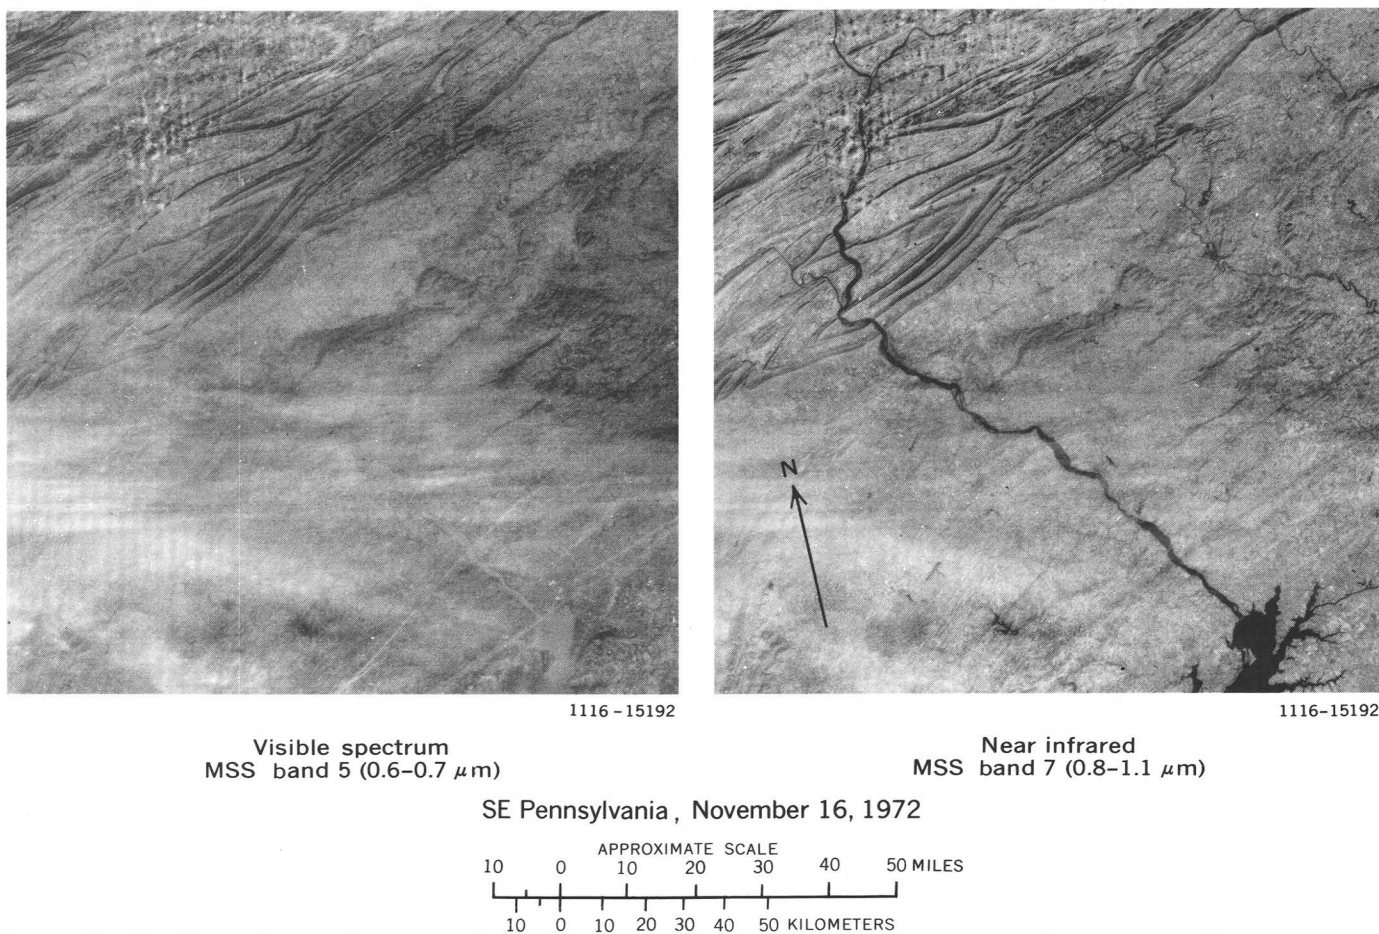 N
1116-15192
1116-15192
Visible spectrum
MSS band 5 (0.6-0.7 μm)
Near infrared
MSS band 7 (0.8-1.1 μm)
SE Pennsylvania, November 16, 1972
APPROXIMATE SCALE
10 0 10 20 30 40 50 MILES
10 0 10 20 30 40 50 KILOMETERS